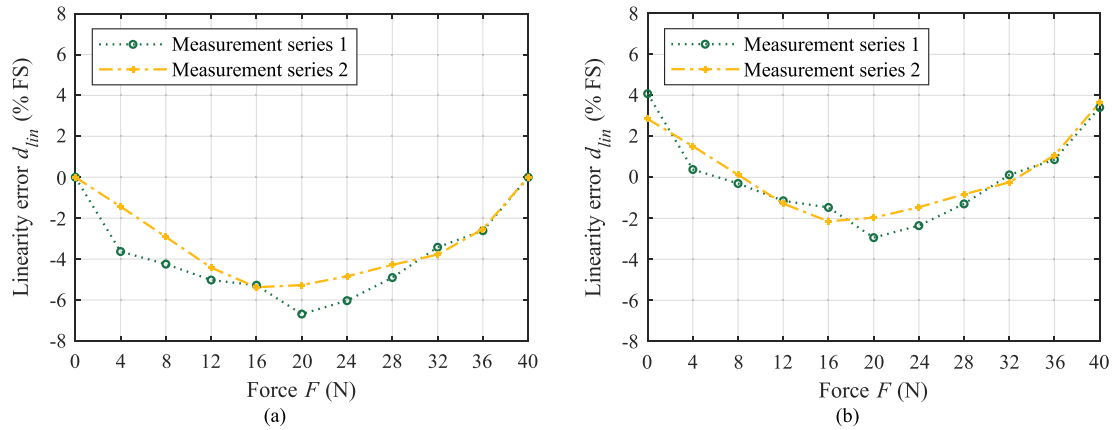 Linearity error d_lin (% FS)
8
6
4
2
0
-2
-4
-6
-8
Measurement series 1
Measurement series 2
0 4 8 12 16 20 24 28 32 36 40
Force F (N)
(a)
Linearity error d_lin (% FS)
8
6
4
2
0
-2
-4
-6
-8
Measurement series 1
Measurement series 2
0 4 8 12 16 20 24 28 32 36 40
Force F (N)
(b)